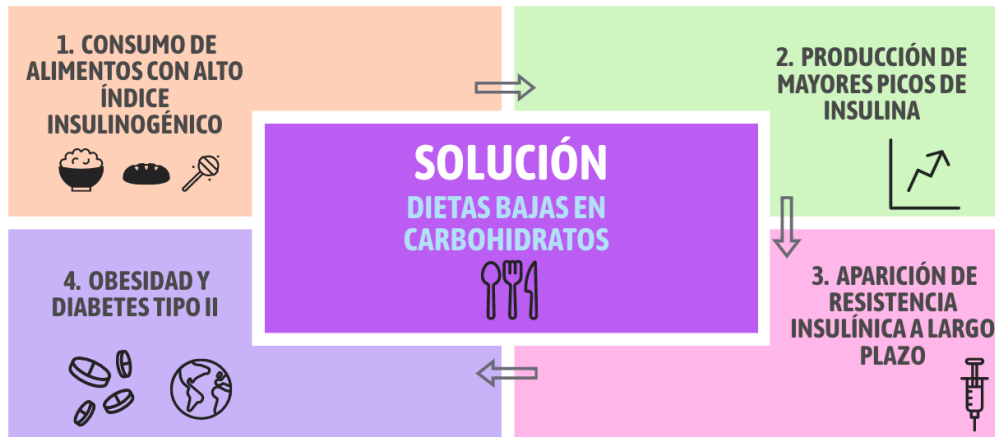 1. CONSUMO DE
ALIMENTOS CON ALTO
ÍNDICE
INSULINOGÉNICO
2. PRODUCCIÓN DE
MAYORES PICOS DE
INSULINA
SOLUCIÓN
DIETAS BAJAS EN
CARBOHIDRATOS
3. APARICIÓN DE
RESISTENCIA
INSULÍNICA A LARGO
PLAZO
4. OBESIDAD Y
DIABETES TIPO II